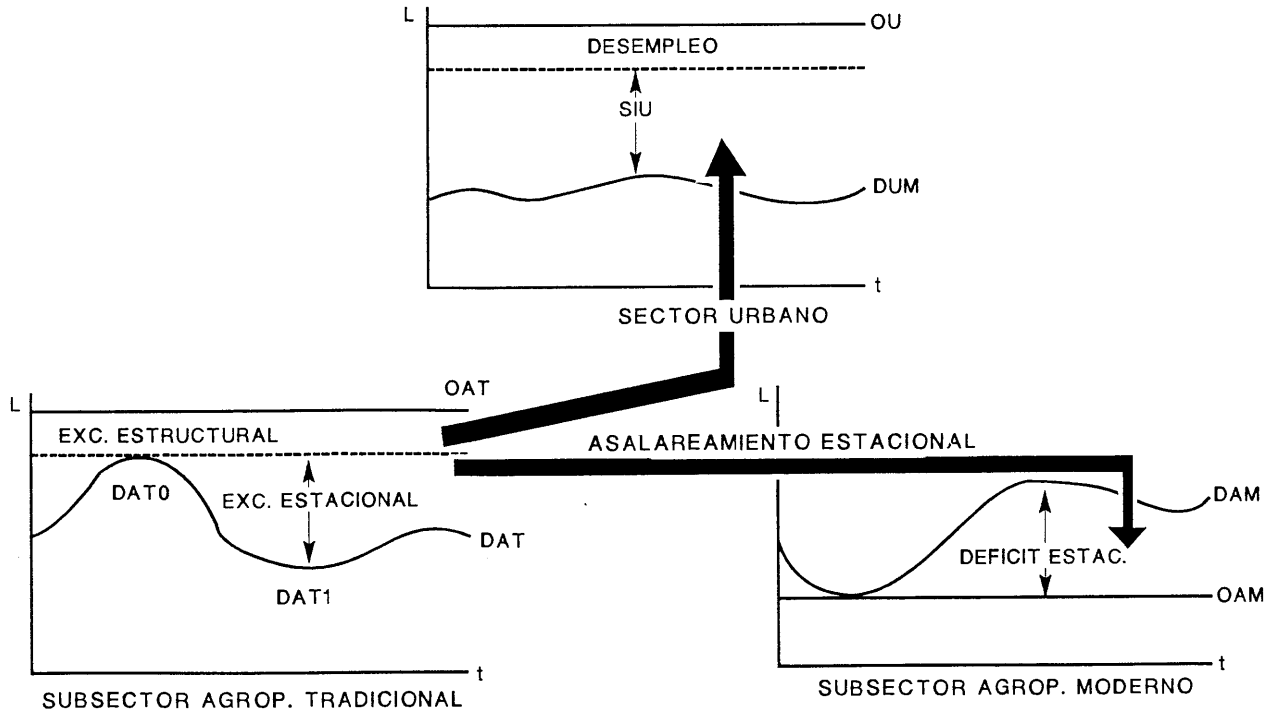 L
OU
DESEMPLEO
SIU
DUM
t
SECTOR URBANO
L
OAT
EXC. ESTRUCTURAL
DAT0
EXC. ESTACIONAL
DAT
DAT1
t
SUBSECTOR AGROP. TRADICIONAL
ASALAREAMIENTO ESTACIONAL
L
DAM
DEFICIT ESTAC.
OAM
t
SUBSECTOR AGROP. MODERNO